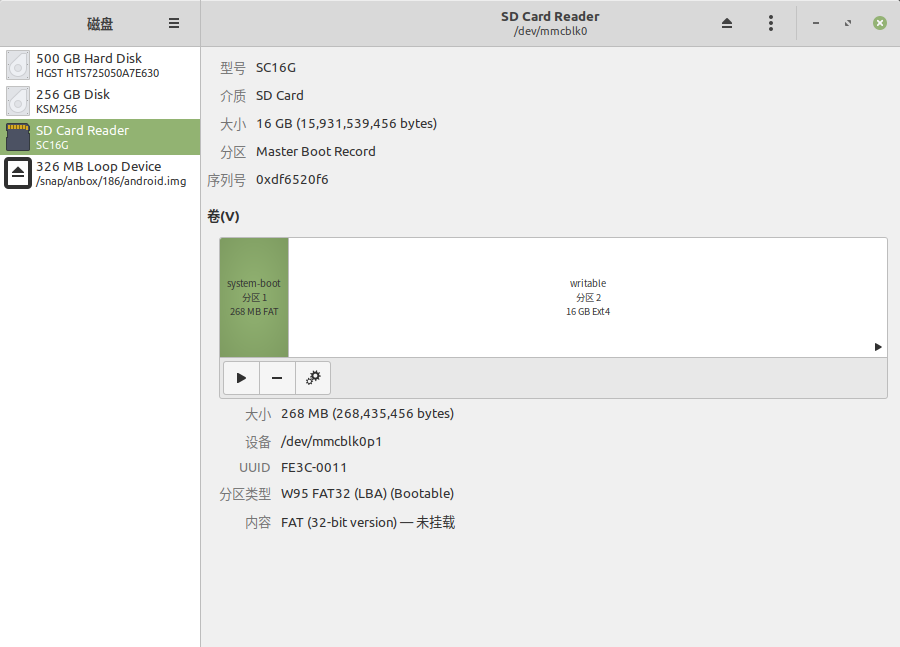 磁盘
SD Card Reader
/dev/mmcblk0
500 GB Hard Disk
HGST HTS725050A7E630
256 GB Disk
KSM256
SD Card Reader
SC16G
326 MB Loop Device
/snap/anbox/186/android.img
型号 SC16G
介质 SD Card
大小 16 GB (15,931,539,456 bytes)
分区 Master Boot Record
序列号 0xdf6520f6
卷(V)
system-boot
分区 1
268 MB FAT
writable
分区 2
16 GB Ext4
大小 268 MB (268,435,456 bytes)
设备 /dev/mmcblk0p1
UUID FE3C-0011
分区类型 W95 FAT32 (LBA) (Bootable)
内容 FAT (32-bit version) — 未挂载